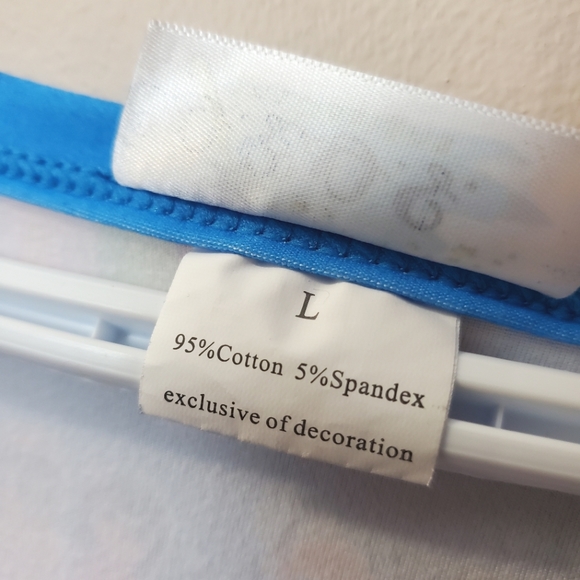 L
95%Cotton 5%Spandex
exclusive of decoration